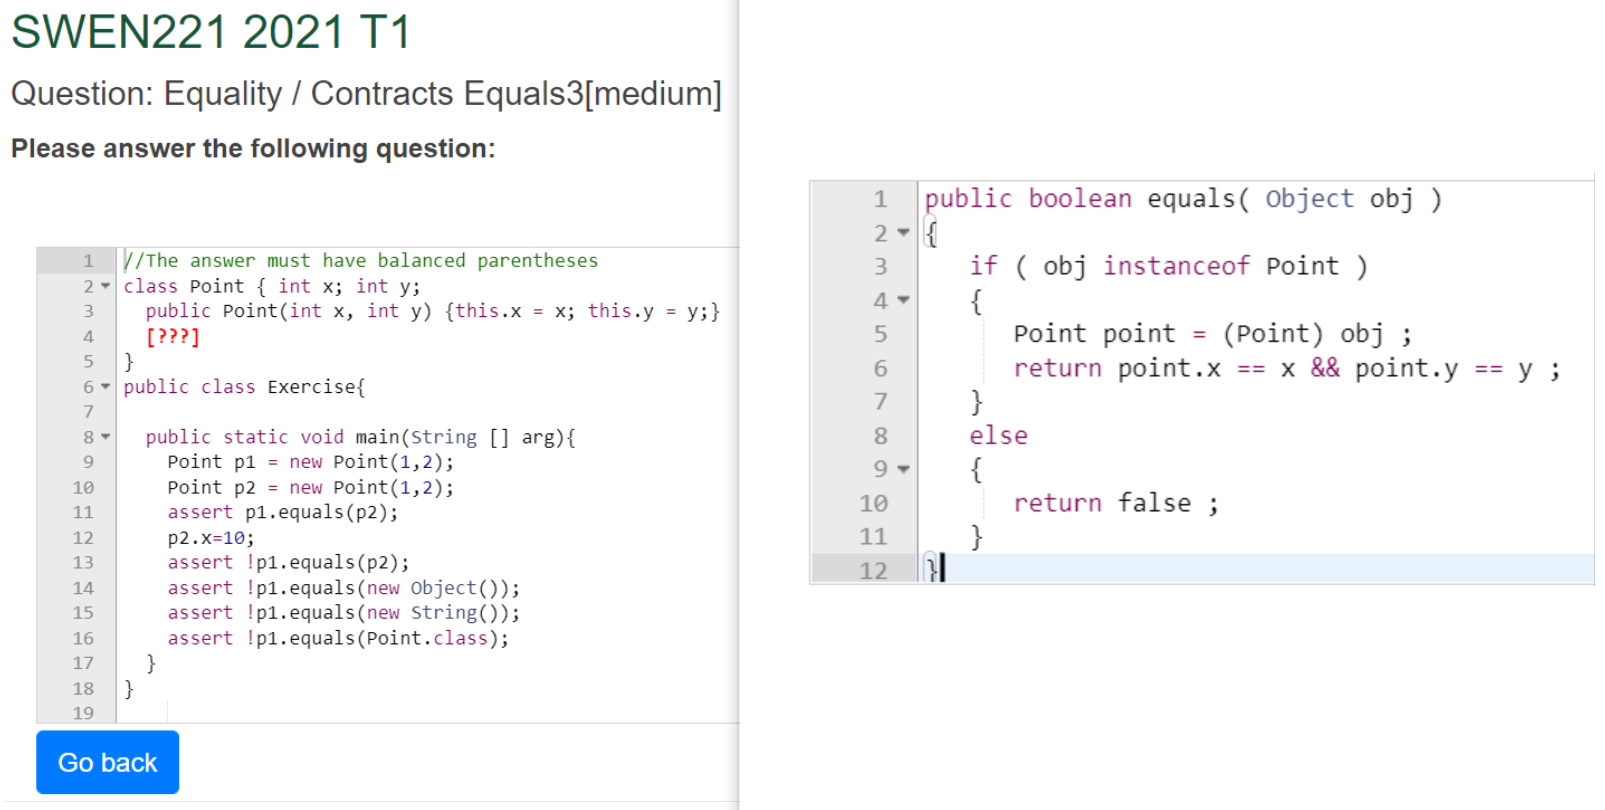 SWEN221 2021 T1
Question: Equality / Contracts Equals3[medium]
Please answer the following question:
1 //The answer must have balanced parentheses
2 class Point { int x; int y;
3 public Point(int x, int y) {this.x = x; this.y = y;}
4 [???]
5 }
6 public class Exercise{
7
8 public static void main(String [] arg){
9 Point p1 = new Point(1,2);
10 Point p2 = new Point(1,2);
11 assert p1.equals(p2);
12 p2.x=10;
13 assert !p1.equals(p2);
14 assert !p1.equals(new Object());
15 assert !p1.equals(new String());
16 assert !p1.equals(Point.class);
17 }
18 }
19
Go back
1 public boolean equals( Object obj )
2 {
3 if ( obj instanceof Point )
4 {
5 Point point = (Point) obj ;
6 return point.x == x && point.y == y ;
7 }
8 else
9 {
10 return false ;
11 }
12 }